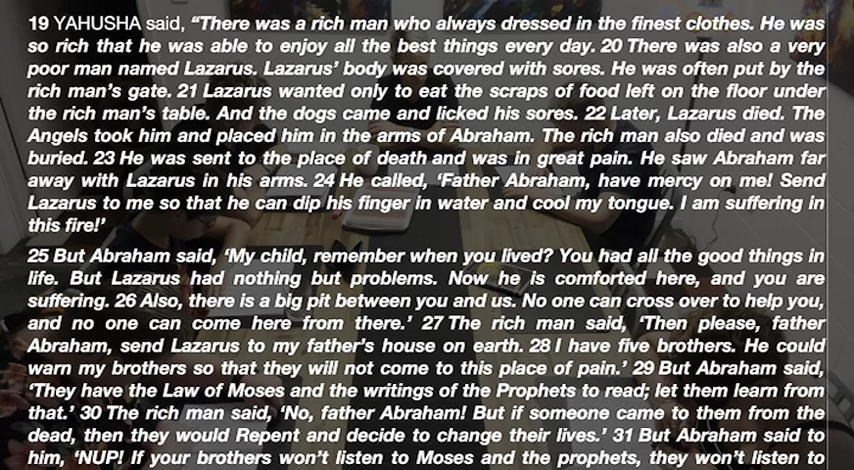 19 YAHUSHA said, “There was a rich man who always dressed in the finest clothes. He was
so rich that he was able to enjoy all the best things every day. 20 There was also a very
poor man named Lazarus. Lazarus’ body was covered with sores. He was often put by the
rich man’s gate. 21 Lazarus wanted only to eat the scraps of food left on the floor under
the rich man’s table. And the dogs came and licked his sores. 22 Later, Lazarus died. The
Angels took him and placed him in the arms of Abraham. The rich man also died and was
buried. 23 He was sent to the place of death and was in great pain. He saw Abraham far
away with Lazarus in his arms. 24 He called, ‘Father Abraham, have mercy on me! Send
Lazarus to me so that he can dip his finger in water and cool my tongue. I am suffering in
this fire!’
25 But Abraham said, ‘My child, remember when you lived? You had all the good things in
life. But Lazarus had nothing but problems. Now he is comforted here, and you are
suffering. 26 Also, there is a big pit between you and us. No one can cross over to help you,
and no one can come here from there.’ 27 The rich man said, ‘Then please, father
Abraham, send Lazarus to my father’s house on earth. 28 I have five brothers. He could
warn my brothers so that they will not come to this place of pain.’ 29 But Abraham said,
‘They have the Law of Moses and the writings of the Prophets to read; let them learn from
that.’ 30 The rich man said, ‘No, father Abraham! But if someone came to them from the
dead, then they would Repent and decide to change their lives.’ 31 But Abraham said to
him, ‘NUP! If your brothers won’t listen to Moses and the prophets, they won’t listen to